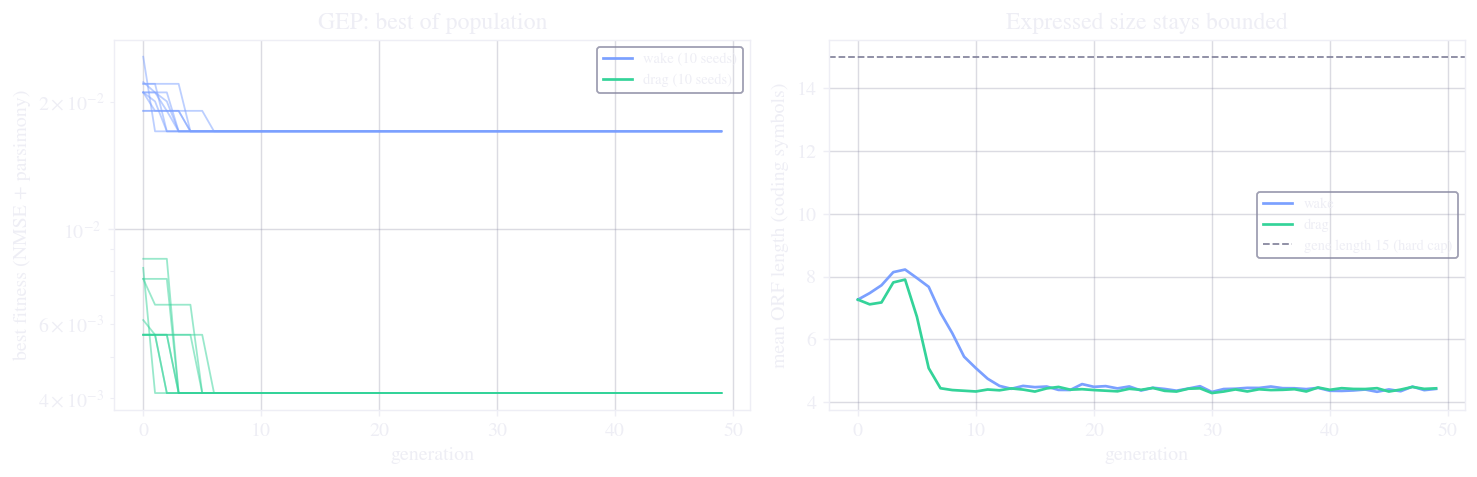 GEP: best of population
best fitness (NMSE + parsimony)
2 × 10⁻²
10⁻²
6 × 10⁻³
4 × 10⁻³
wake (10 seeds)
drag (10 seeds)
0 10 20 30 40 50
generation
Expressed size stays bounded
mean ORF length (coding symbols)
14
12
10
8
6
4
wake
drag
gene length 15 (hard cap)
0 10 20 30 40 50
generation